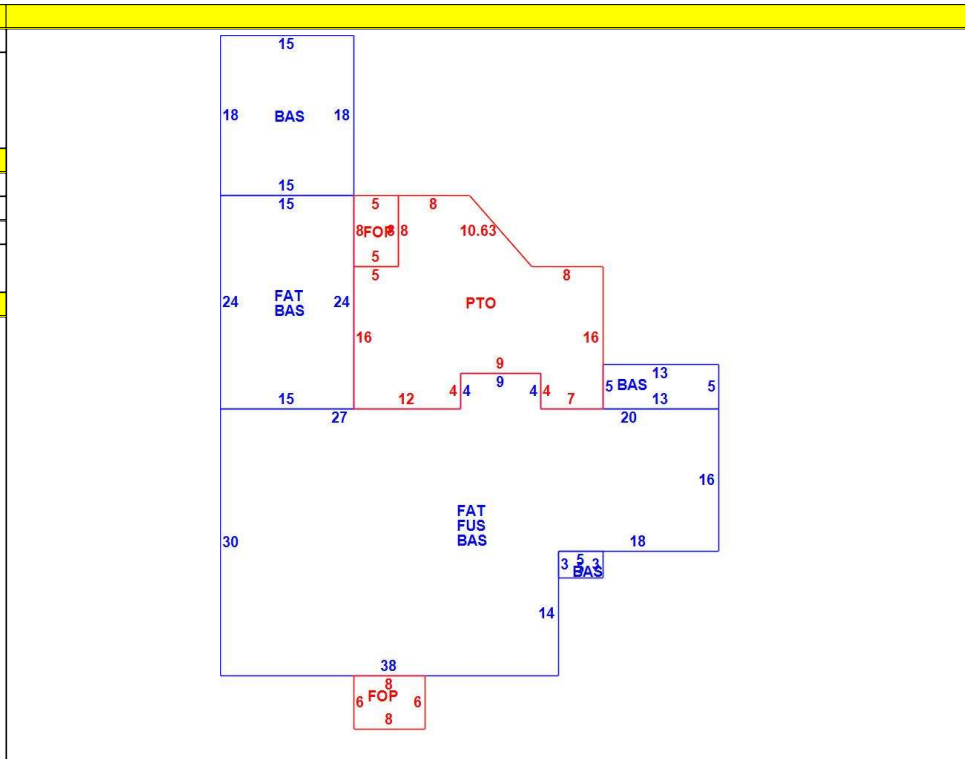 15
18 BAS 18
15
15
5 8
8 FOP 8 8 10.63
5
5 8
FAT
24 BAS 24 PTO
16 16
9
13
4 4 9 4 4 5 BAS 5
15 12 7 13
27 20
16
FAT
FUS
30 BAS 18
3 5 3
BAS
14
38
8
6 FOP 6
8